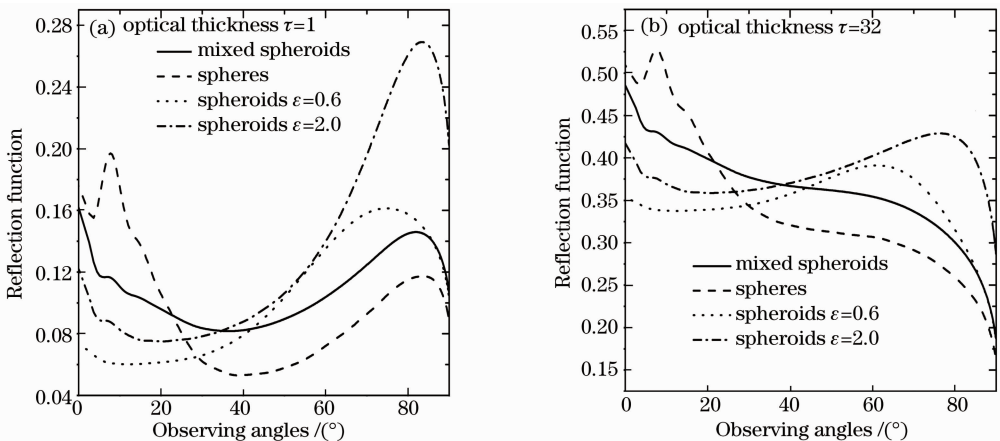 (a) optical thickness τ=1
mixed spheroids
spheres
spheroids ε=0.6
spheroids ε=2.0
0.28
0.24
0.20
0.16
0.12
0.08
0.04
Reflection function
0 20 40 60 80
Observing angles /(°)
(b) optical thickness τ=32
0.55
0.50
0.45
0.40
0.35
0.30
0.25
0.20
0.15
Reflection function
mixed spheroids
spheres
spheroids ε=0.6
spheroids ε=2.0
0 20 40 60 80
Observing angles /(°)